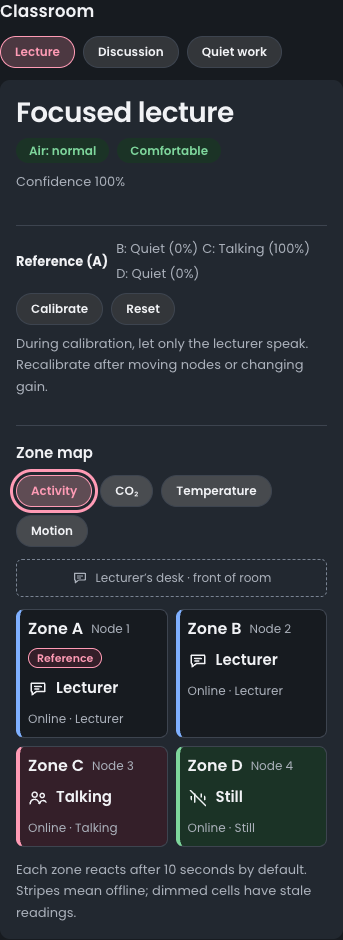 Classroom
Lecture Discussion Quiet work
Focused lecture
Air: normal Comfortable
Confidence 100%
Reference (A) B: Quiet (0%) C: Talking (100%)
D: Quiet (0%)
Calibrate Reset
During calibration, let only the lecturer speak.
Recalibrate after moving nodes or changing
gain.
Zone map
Activity CO₂ Temperature
Motion
Lecturer's desk · front of room
Zone A Node 1
Reference
Lecturer
Online · Lecturer
Zone B Node 2
Lecturer
Online · Lecturer
Zone C Node 3
Talking
Online · Talking
Zone D Node 4
Still
Online · Still
Each zone reacts after 10 seconds by default.
Stripes mean offline; dimmed cells have stale
readings.